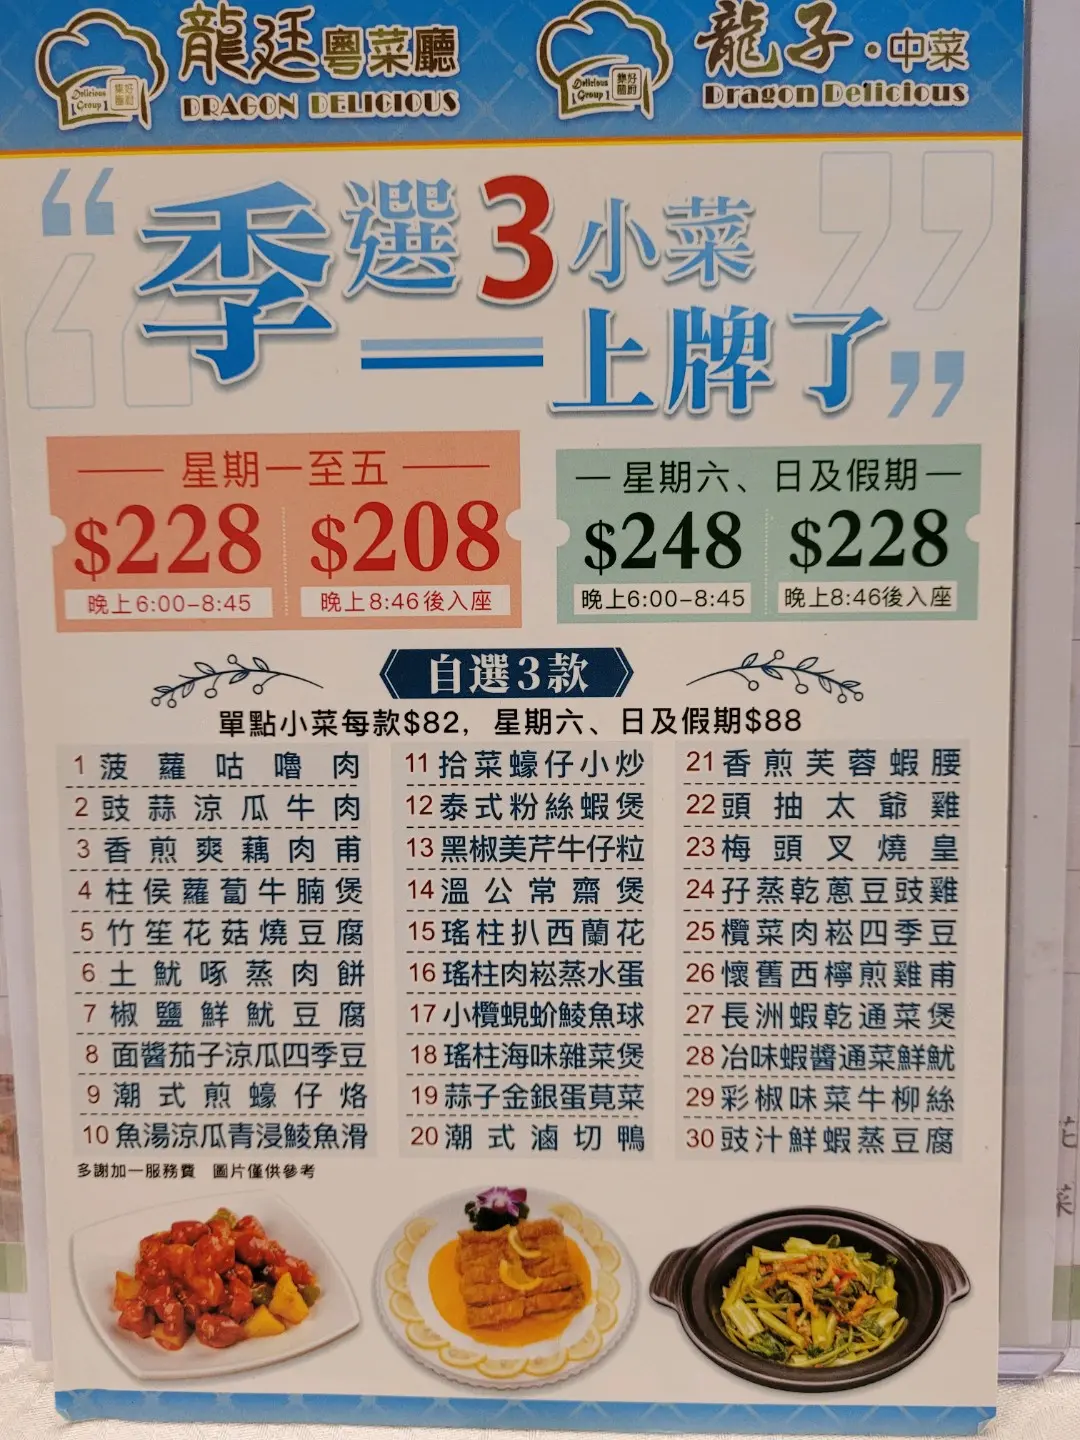 龍廷粵菜廳
DRAGON DELICIOUS
Delicious
Group
龍子·中菜
Dragon Delicious
Delicious
Group
“季選3小菜
上牌了”
星期一至五
$228 $208
晚上6:00-8:45 晚上8:46後入座
星期六、日及假期
$248 $228
晚上6:00-8:45 晚上8:46後入座
自選3款
單點小菜每款$82, 星期六、日及假期$88
1 菠蘿咕嚕肉
2 豉蒜涼瓜牛肉
3 香煎爽藕肉甫
4 柱侯蘿蔔牛腩煲
5 竹笙花菇燒豆腐
6 土魷啄蒸肉餅
7 椒鹽鮮魷豆腐
8 面醬茄子涼瓜四季豆
9 潮式煎蠔仔烙
10 魚湯涼瓜青浸鯪魚滑
11 拾菜蠔仔小炒
12 泰式粉絲蝦煲
13 黑椒美芹牛仔粒
14 溫公常齋煲
15 瑤柱扒西蘭花
16 瑤柱肉崧蒸水蛋
17 小欖蜆蚧鯪魚球
18 瑤柱海味雜菜煲
19 蒜子金銀蛋莧菜
20 潮式滷切鴨
21 香煎芙蓉蝦腰
22 頭抽太爺雞
23 梅頭叉燒皇
24 孖蒸乾蔥豆豉雞
25 欖菜肉崧四季豆
26 懷舊西檸煎雞甫
27 長洲蝦乾通菜煲
28 冶味蝦醬通菜鮮魷
29 彩椒味菜牛柳絲
30 豉汁鮮蝦蒸豆腐
多謝加一服務費 圖片僅供參考
菜